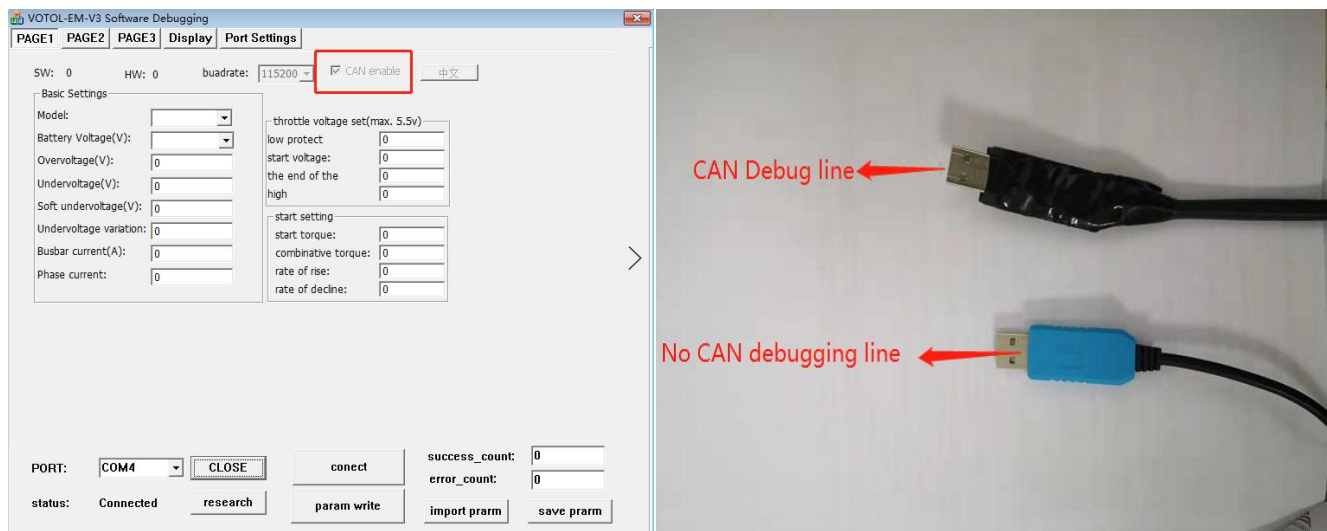 VOTOL-EM-V3 Software Debugging
PAGE1 PAGE2 PAGE3 Display Port Settings
SW: 0 HW: 0 buadrate: 115200 CAN enable 中文
Basic Settings
Model:
Battery Voltage(V):
Overvoltage(V): 0
Undervoltage(V): 0
Soft undervoltage(V): 0
Undervoltage variation: 0
Busbar current(A): 0
Phase current: 0
throttle voltage set(max. 5.5v)
low protect 0
start voltage: 0
the end of the 0
high 0
start setting
start torque: 0
combinative torque: 0
rate of rise: 0
rate of decline: 0
PORT: COM4 CLOSE
status: Connected research
conect
param write
success_count: 0
error_count: 0
import prarm save prarm
CAN Debug line
No CAN debugging line